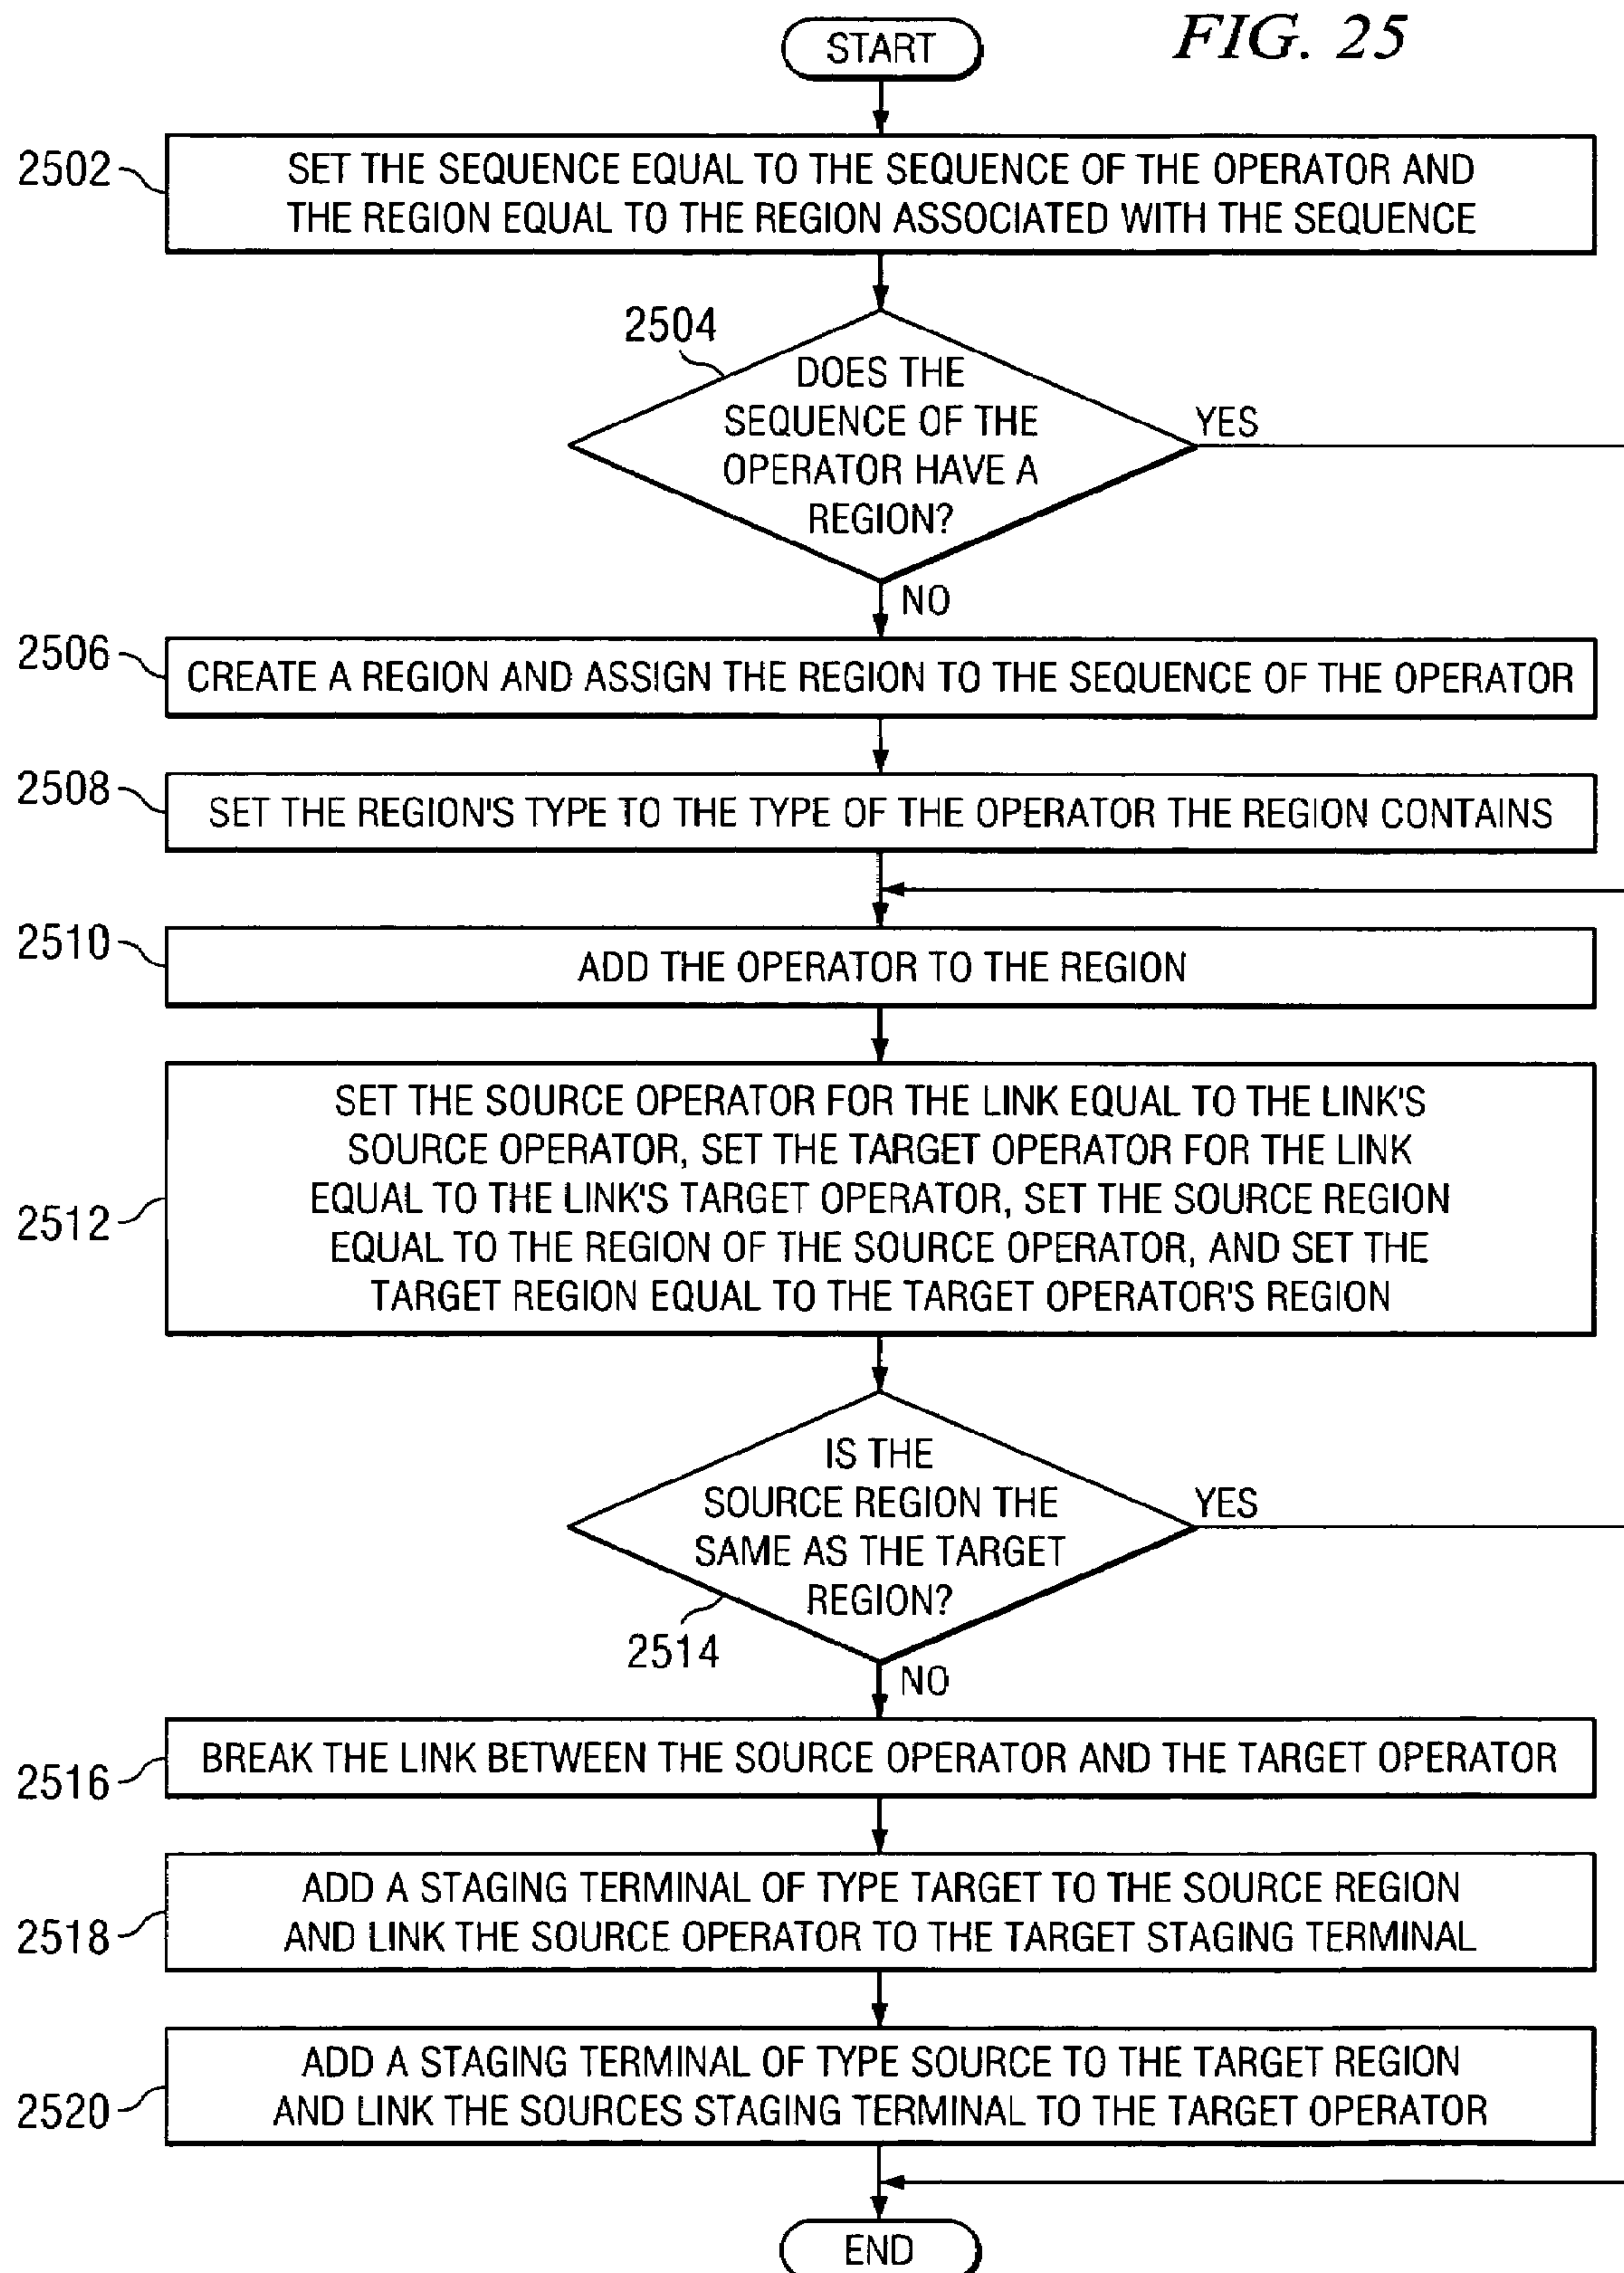 FIG. 25
START
2502
SET THE SEQUENCE EQUAL TO THE SEQUENCE OF THE OPERATOR AND
THE REGION EQUAL TO THE REGION ASSOCIATED WITH THE SEQUENCE
2504
DOES THE
SEQUENCE OF THE
OPERATOR HAVE A
REGION?
YES
NO
2506
CREATE A REGION AND ASSIGN THE REGION TO THE SEQUENCE OF THE OPERATOR
2508
SET THE REGION'S TYPE TO THE TYPE OF THE OPERATOR THE REGION CONTAINS
2510
ADD THE OPERATOR TO THE REGION
2512
SET THE SOURCE OPERATOR FOR THE LINK EQUAL TO THE LINK'S
SOURCE OPERATOR, SET THE TARGET OPERATOR FOR THE LINK
EQUAL TO THE LINK'S TARGET OPERATOR, SET THE SOURCE REGION
EQUAL TO THE REGION OF THE SOURCE OPERATOR, AND SET THE
TARGET REGION EQUAL TO THE TARGET OPERATOR'S REGION
IS THE
SOURCE REGION THE
SAME AS THE TARGET
REGION?
YES
2514
NO
2516
BREAK THE LINK BETWEEN THE SOURCE OPERATOR AND THE TARGET OPERATOR
2518
ADD A STAGING TERMINAL OF TYPE TARGET TO THE SOURCE REGION
AND LINK THE SOURCE OPERATOR TO THE TARGET STAGING TERMINAL
2520
ADD A STAGING TERMINAL OF TYPE SOURCE TO THE TARGET REGION
AND LINK THE SOURCES STAGING TERMINAL TO THE TARGET OPERATOR
END